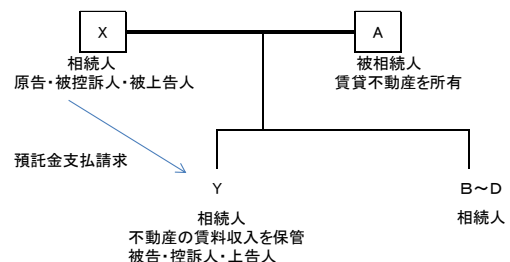 X
A
相続人
原告・被控訴人・被上告人
被相続人
賃貸不動産を所有
預託金支払請求
Y
B～D
相続人
不動産の賃料収入を保管
被告・控訴人・上告人
相続人